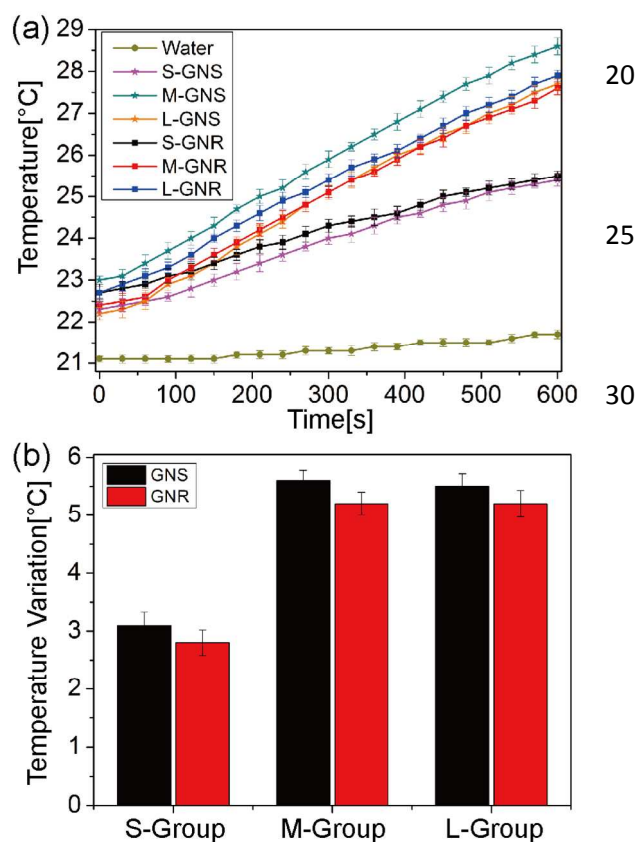 (a)
Temperature[°C]
29
28
27
26
25
24
23
22
21
Water
S-GNS
M-GNS
L-GNS
S-GNR
M-GNR
L-GNR
0 100 200 300 400 500 600
Time[s]
20
25
30
(b)
Temperature Variation[°C]
6
5
4
3
2
1
0
GNS
GNR
S-Group M-Group L-Group